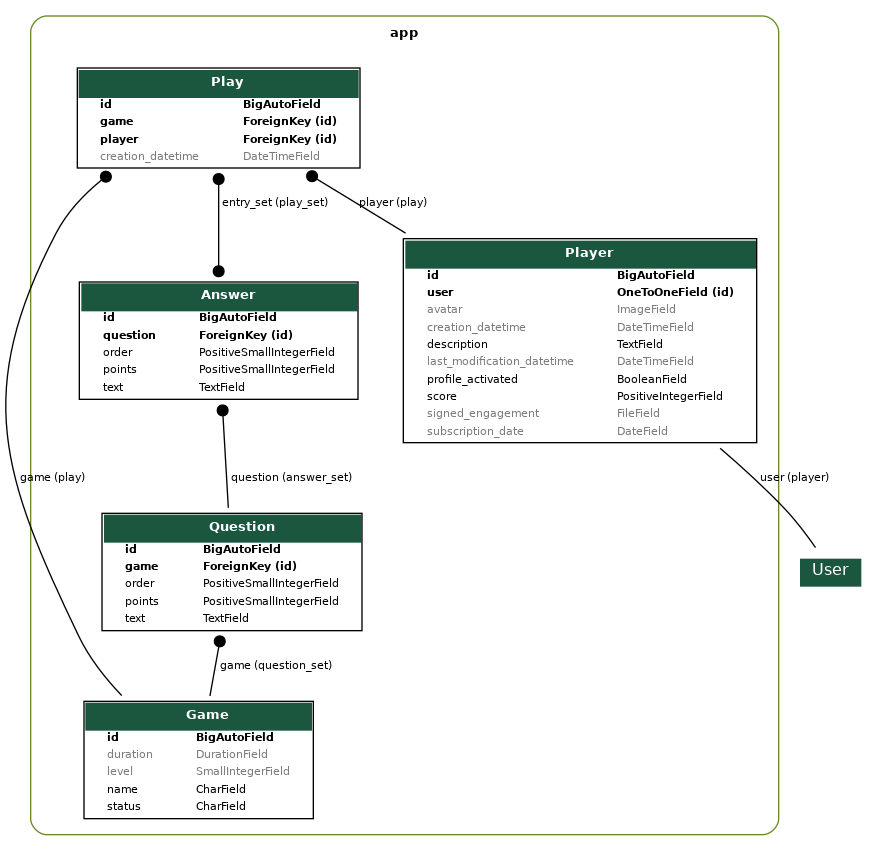 app
Play
id BigAutoField
game ForeignKey (id)
player ForeignKey (id)
creation_datetime DateTimeField
entry_set (play_set)
player (play)
Player
id BigAutoField
user OneToOneField (id)
avatar ImageField
creation_datetime DateTimeField
description TextField
last_modification_datetime DateTimeField
profile_activated BooleanField
score PositiveIntegerField
signed_engagement FileField
subscription_date DateField
Answer
id BigAutoField
question ForeignKey (id)
order PositiveSmallIntegerField
points PositiveSmallIntegerField
text TextField
game (play)
question (answer_set)
user (player)
Question
id BigAutoField
game ForeignKey (id)
order PositiveSmallIntegerField
points PositiveSmallIntegerField
text TextField
User
game (question_set)
Game
id BigAutoField
duration DurationField
level SmallIntegerField
name CharField
status CharField